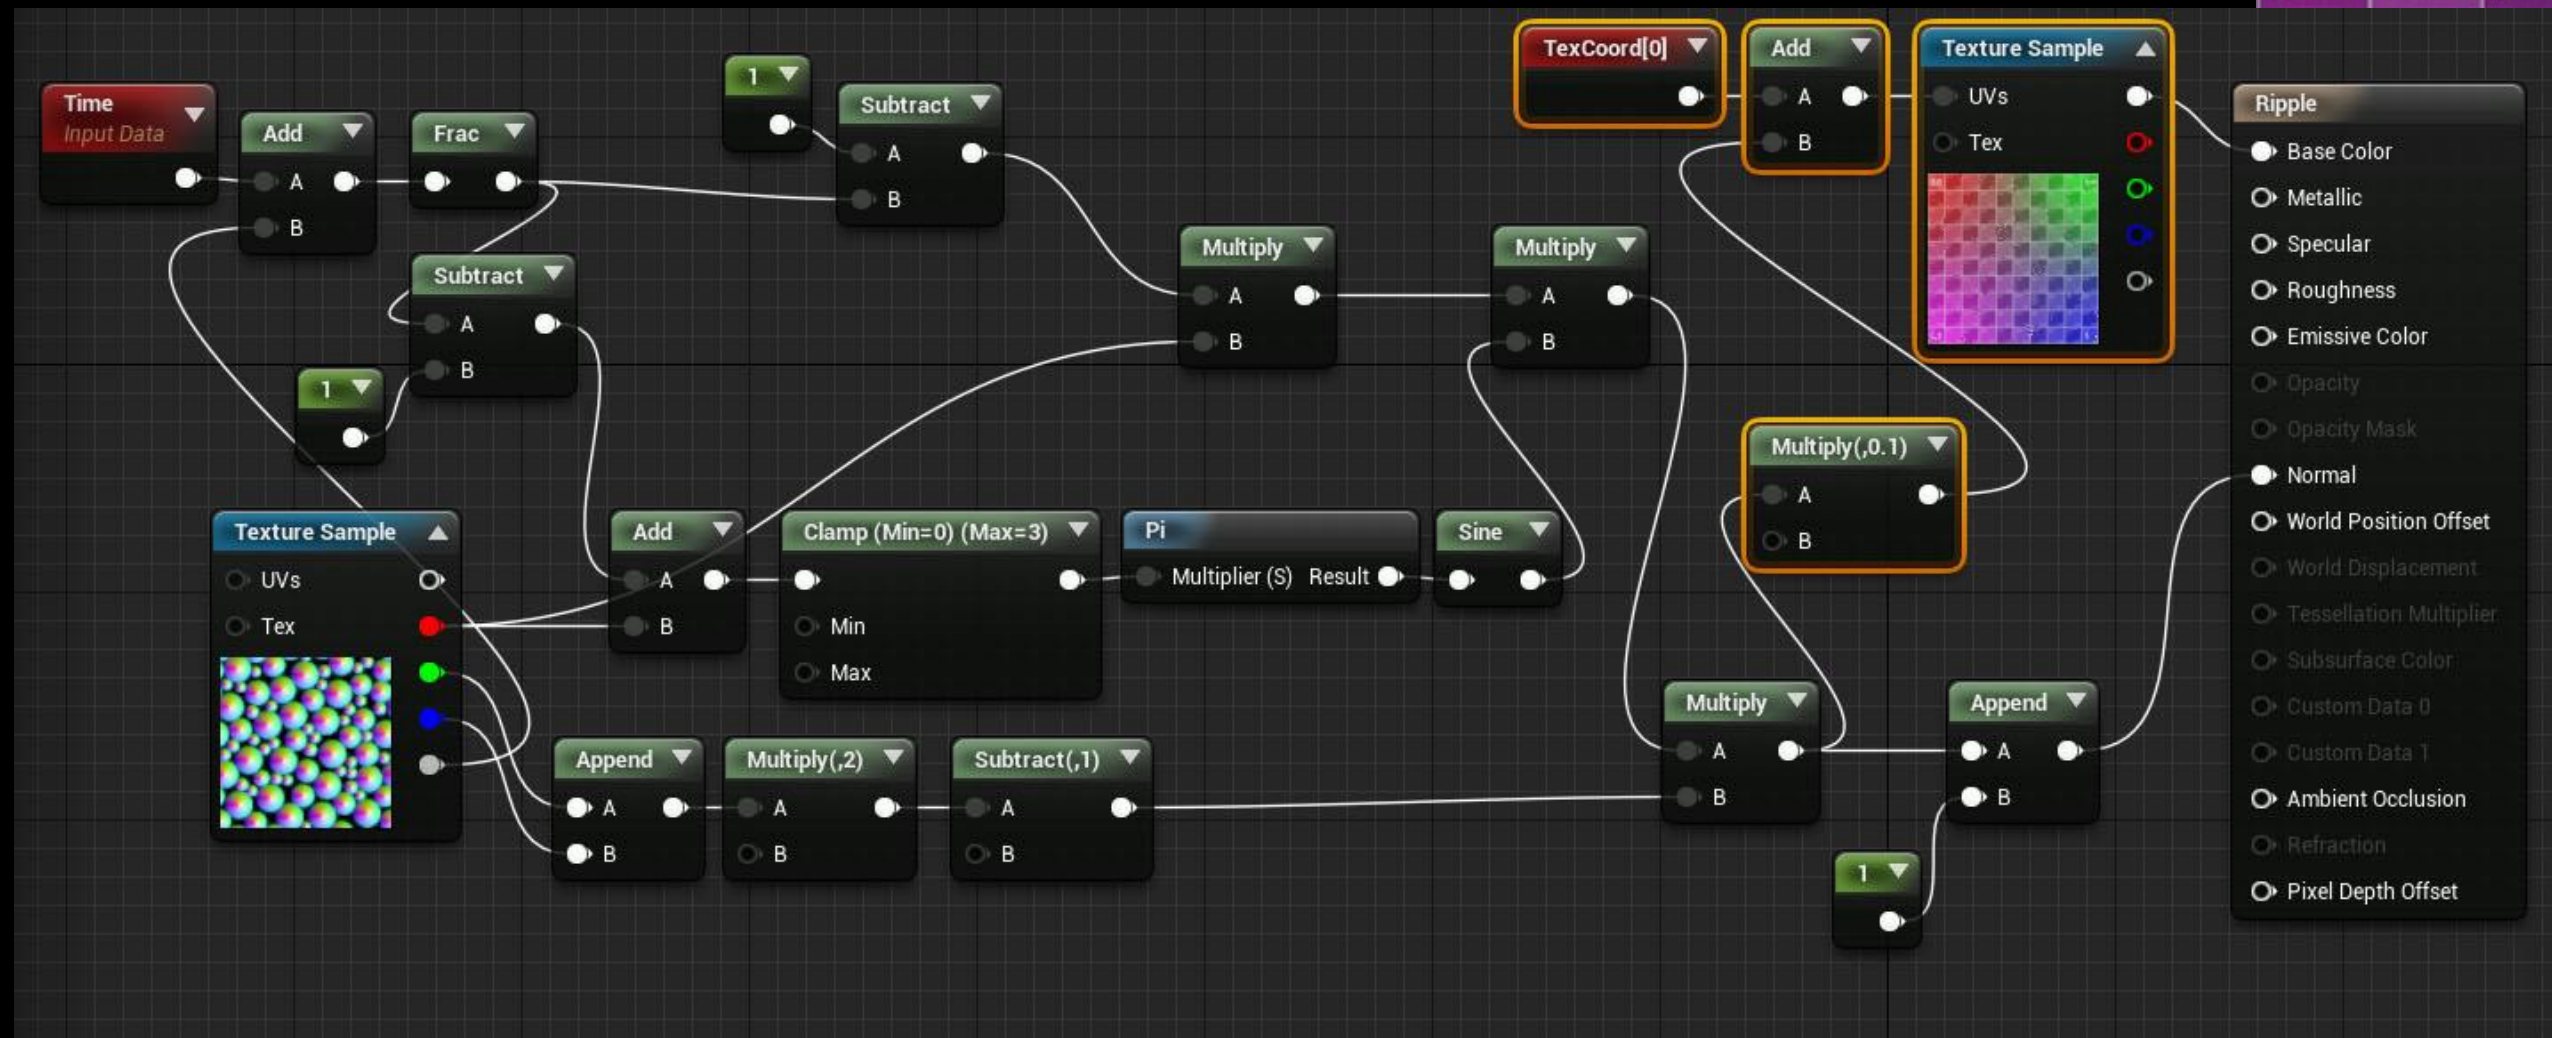 Time
Input Data
Add
A
B
Frac
1
Subtract
A
B
Subtract
A
B
1
Multiply
A
B
Multiply
A
B
TexCoord[0]
Add
A
B
Texture Sample
UVs
Tex
Multiply(,0.1)
A
B
Texture Sample
UVs
Tex
Add
A
B
Clamp (Min=0) (Max=3)
Min
Max
Pi
Multiplier (S) Result
Sine
Append
A
B
Multiply(,2)
A
B
Subtract(,1)
A
B
Multiply
A
B
Append
A
B
1
Ripple
Base Color
Metallic
Specular
Roughness
Emissive Color
Opacity
Opacity Mask
Normal
World Position Offset
World Displacement
Tessellation Multiplier
Subsurface Color
Custom Data 0
Custom Data 1
Ambient Occlusion
Refraction
Pixel Depth Offset